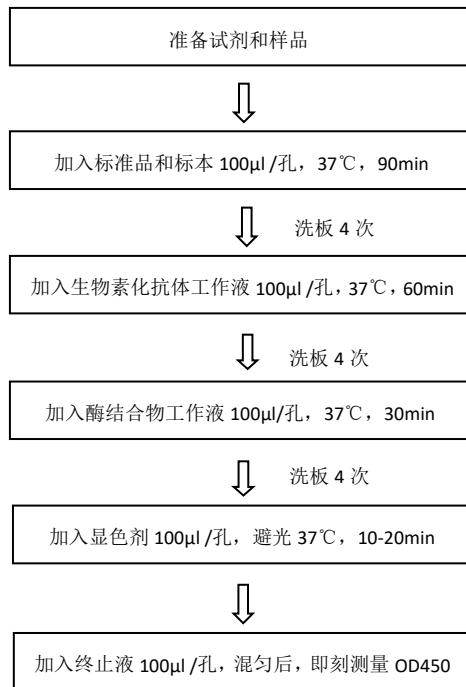 准备试剂和样品
加入标准品和标本 100μl /孔，37℃，90min
洗板 4 次
加入生物素化抗体工作液 100μl /孔，37℃，60min
洗板 4 次
加入酶结合物工作液 100μl/孔，37℃，30min
洗板 4 次
加入显色剂 100μl /孔，避光 37℃，10-20min
加入终止液 100μl /孔，混匀后，即刻测量 OD450